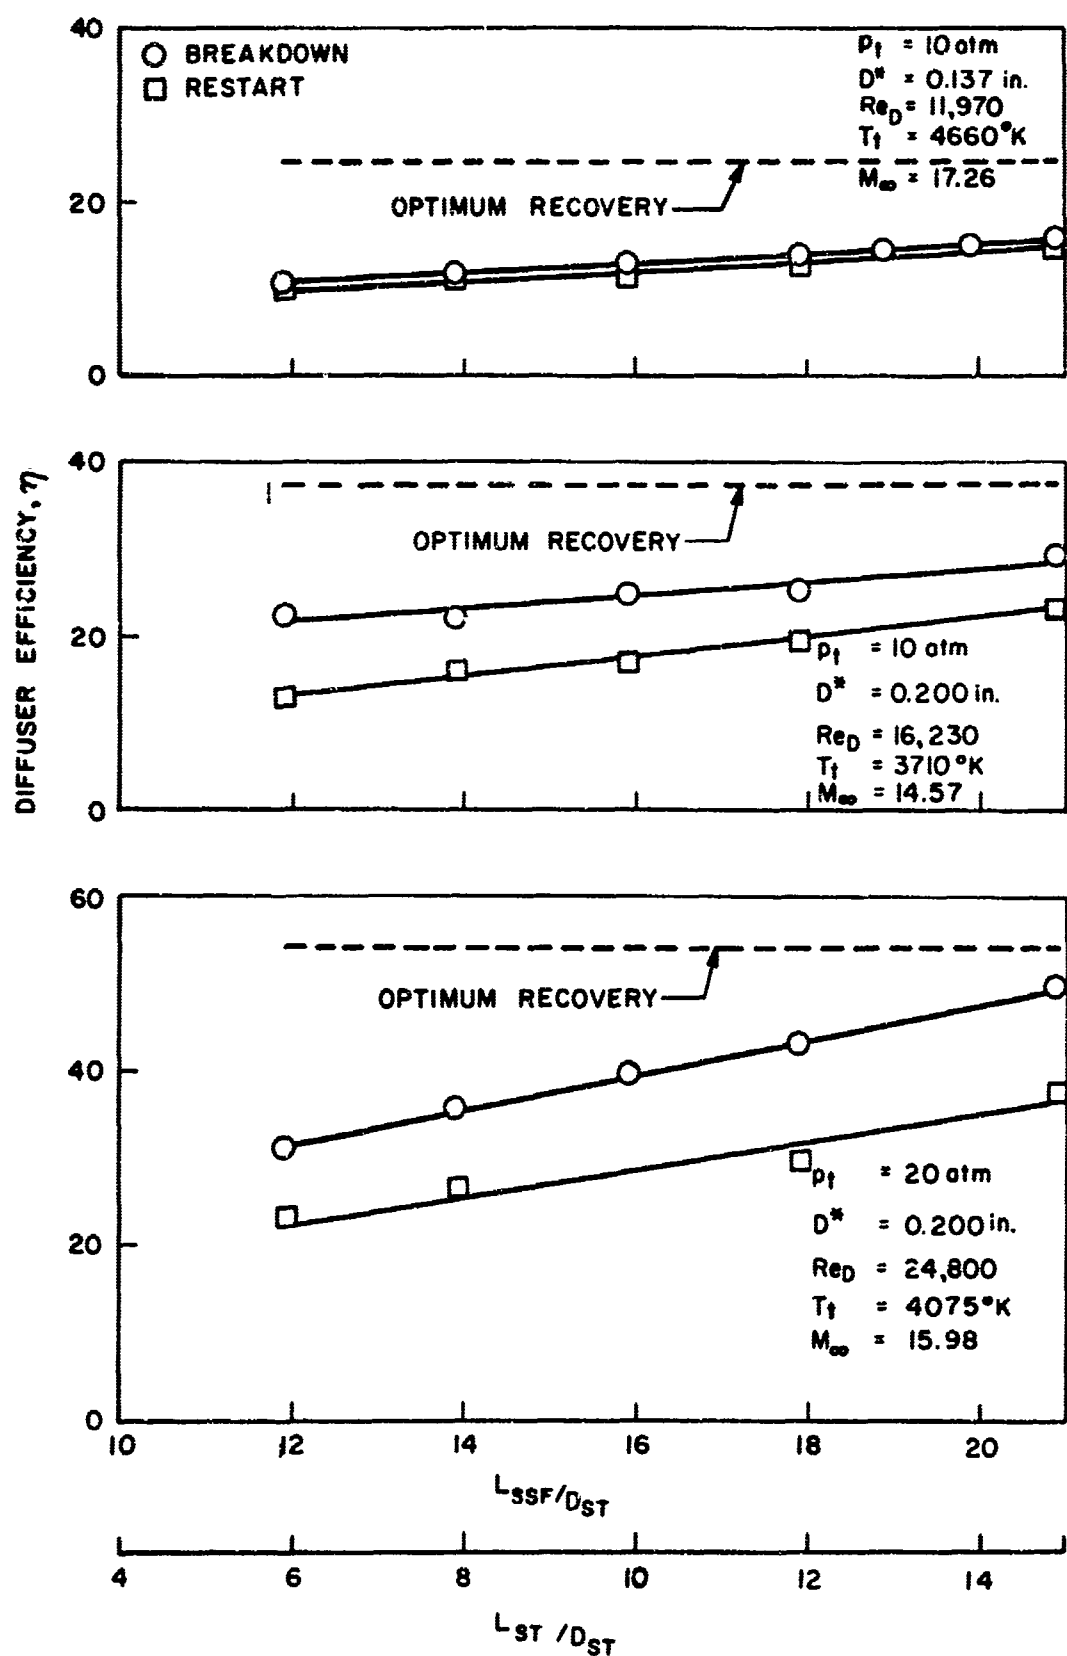 40
BREAKDOWN
RESTART
Pt = 10 atm
D* = 0.137 in.
ReD = 11,970
Tt = 4660°K
M∞ = 17.26
OPTIMUM RECOVERY
20
0
DIFFUSER EFFICIENCY, η
40
OPTIMUM RECOVERY
20
Pt = 10 atm
D* = 0.200 in.
ReD = 16,230
Tt = 3710°K
M∞ = 14.57
0
60
OPTIMUM RECOVERY
40
20
Pt = 20 atm
D* = 0.200 in.
ReD = 24,800
Tt = 4075°K
M∞ = 15.98
0
10 12 14 16 18 20
LSSF/DST
4 6 8 10 12 14
LST /DST